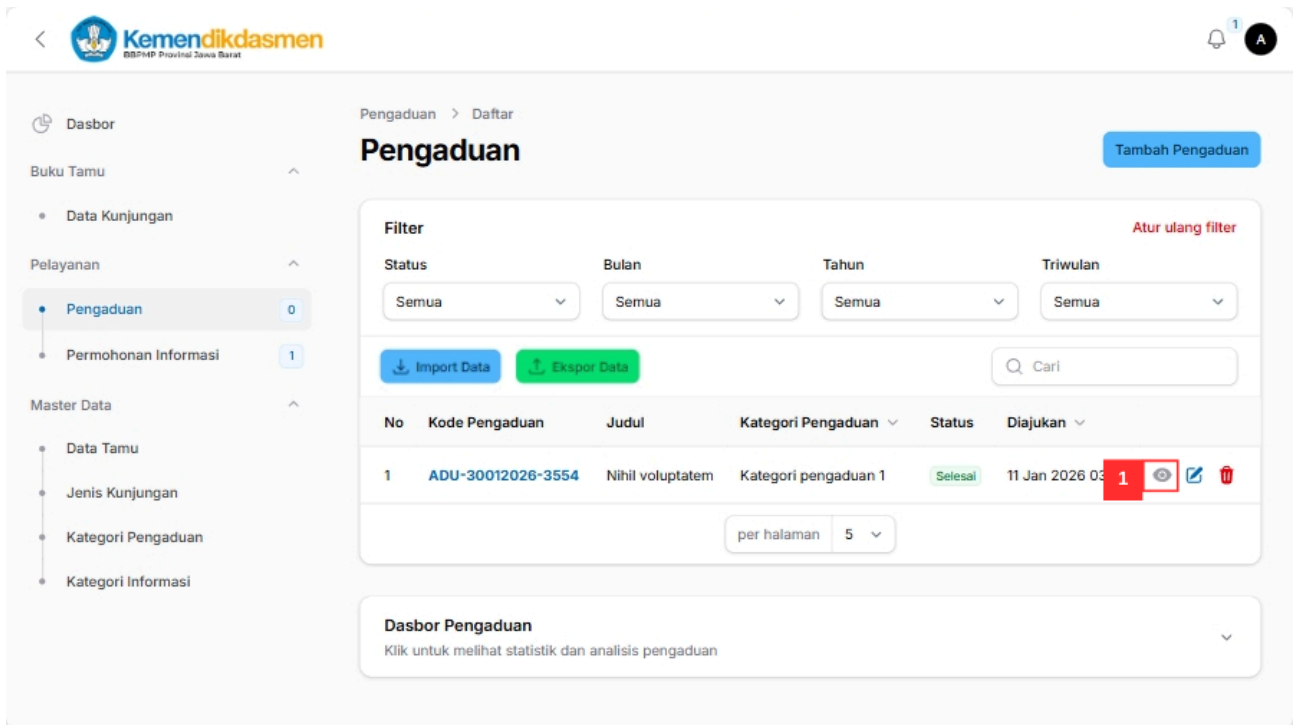 Kemendikdasmen
BBPMP Provinsi Jawa Barat
1
A
Dasbor
Buku Tamu
Data Kunjungan
Pelayanan
Pengaduan 0
Permohonan Informasi 1
Master Data
Data Tamu
Jenis Kunjungan
Kategori Pengaduan
Kategori Informasi
Pengaduan > Daftar
Pengaduan
Tambah Pengaduan
Filter
Atur ulang filter
Status Bulan Tahun Triwulan
Semua Semua Semua Semua
Import Data Ekspor Data Cari
No Kode Pengaduan Judul Kategori Pengaduan Status Diajukan
1 ADU-30012026-3554 Nihil voluptatem Kategori pengaduan 1 Selesai 11 Jan 2026 03 1
per halaman 5
Dasbor Pengaduan
Klik untuk melihat statistik dan analisis pengaduan